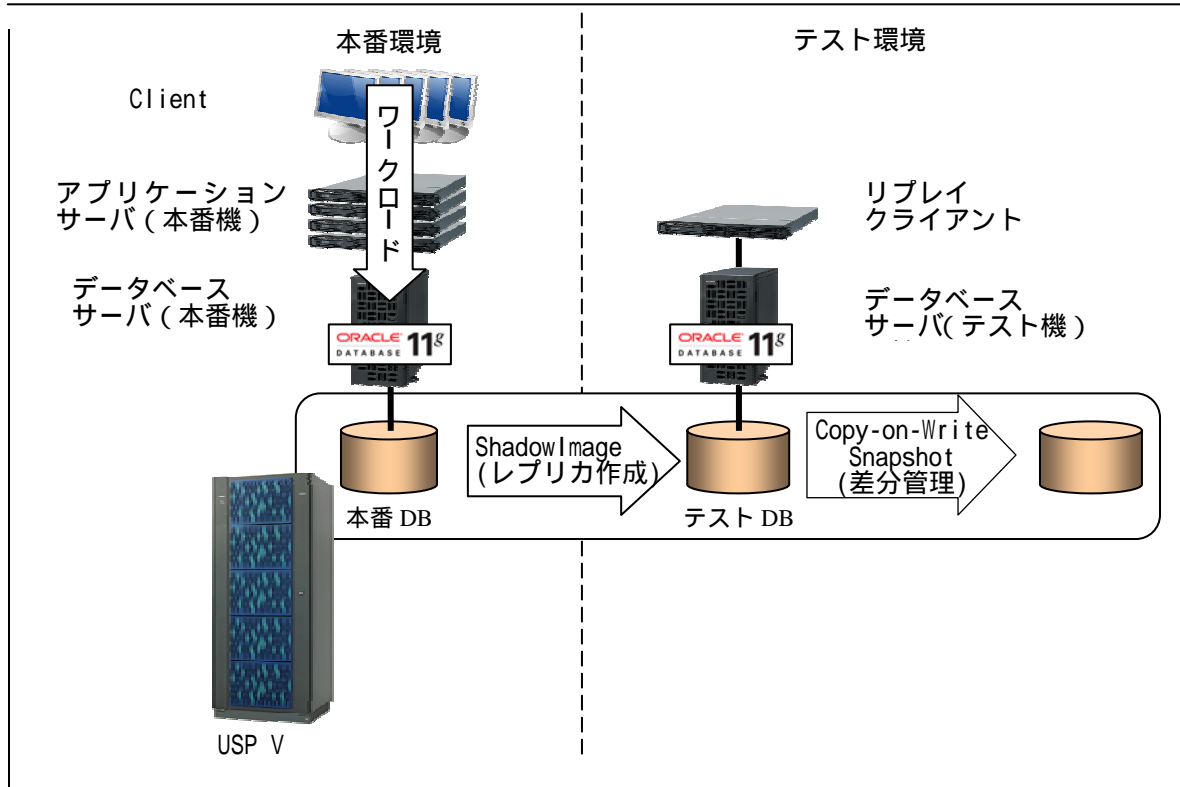 本番環境
テスト環境
Client
ワークロード
アプリケーション
サーバ(本番機)
リプレイ
クライアント
データベース
サーバ(本番機)
データベース
サーバ(テスト機)
ORACLE
DATABASE 11g
ORACLE
DATABASE 11g
ShadowImage
(レプリカ作成)
Copy-on-Write
Snapshot
(差分管理)
本番 DB
テスト DB
USP V